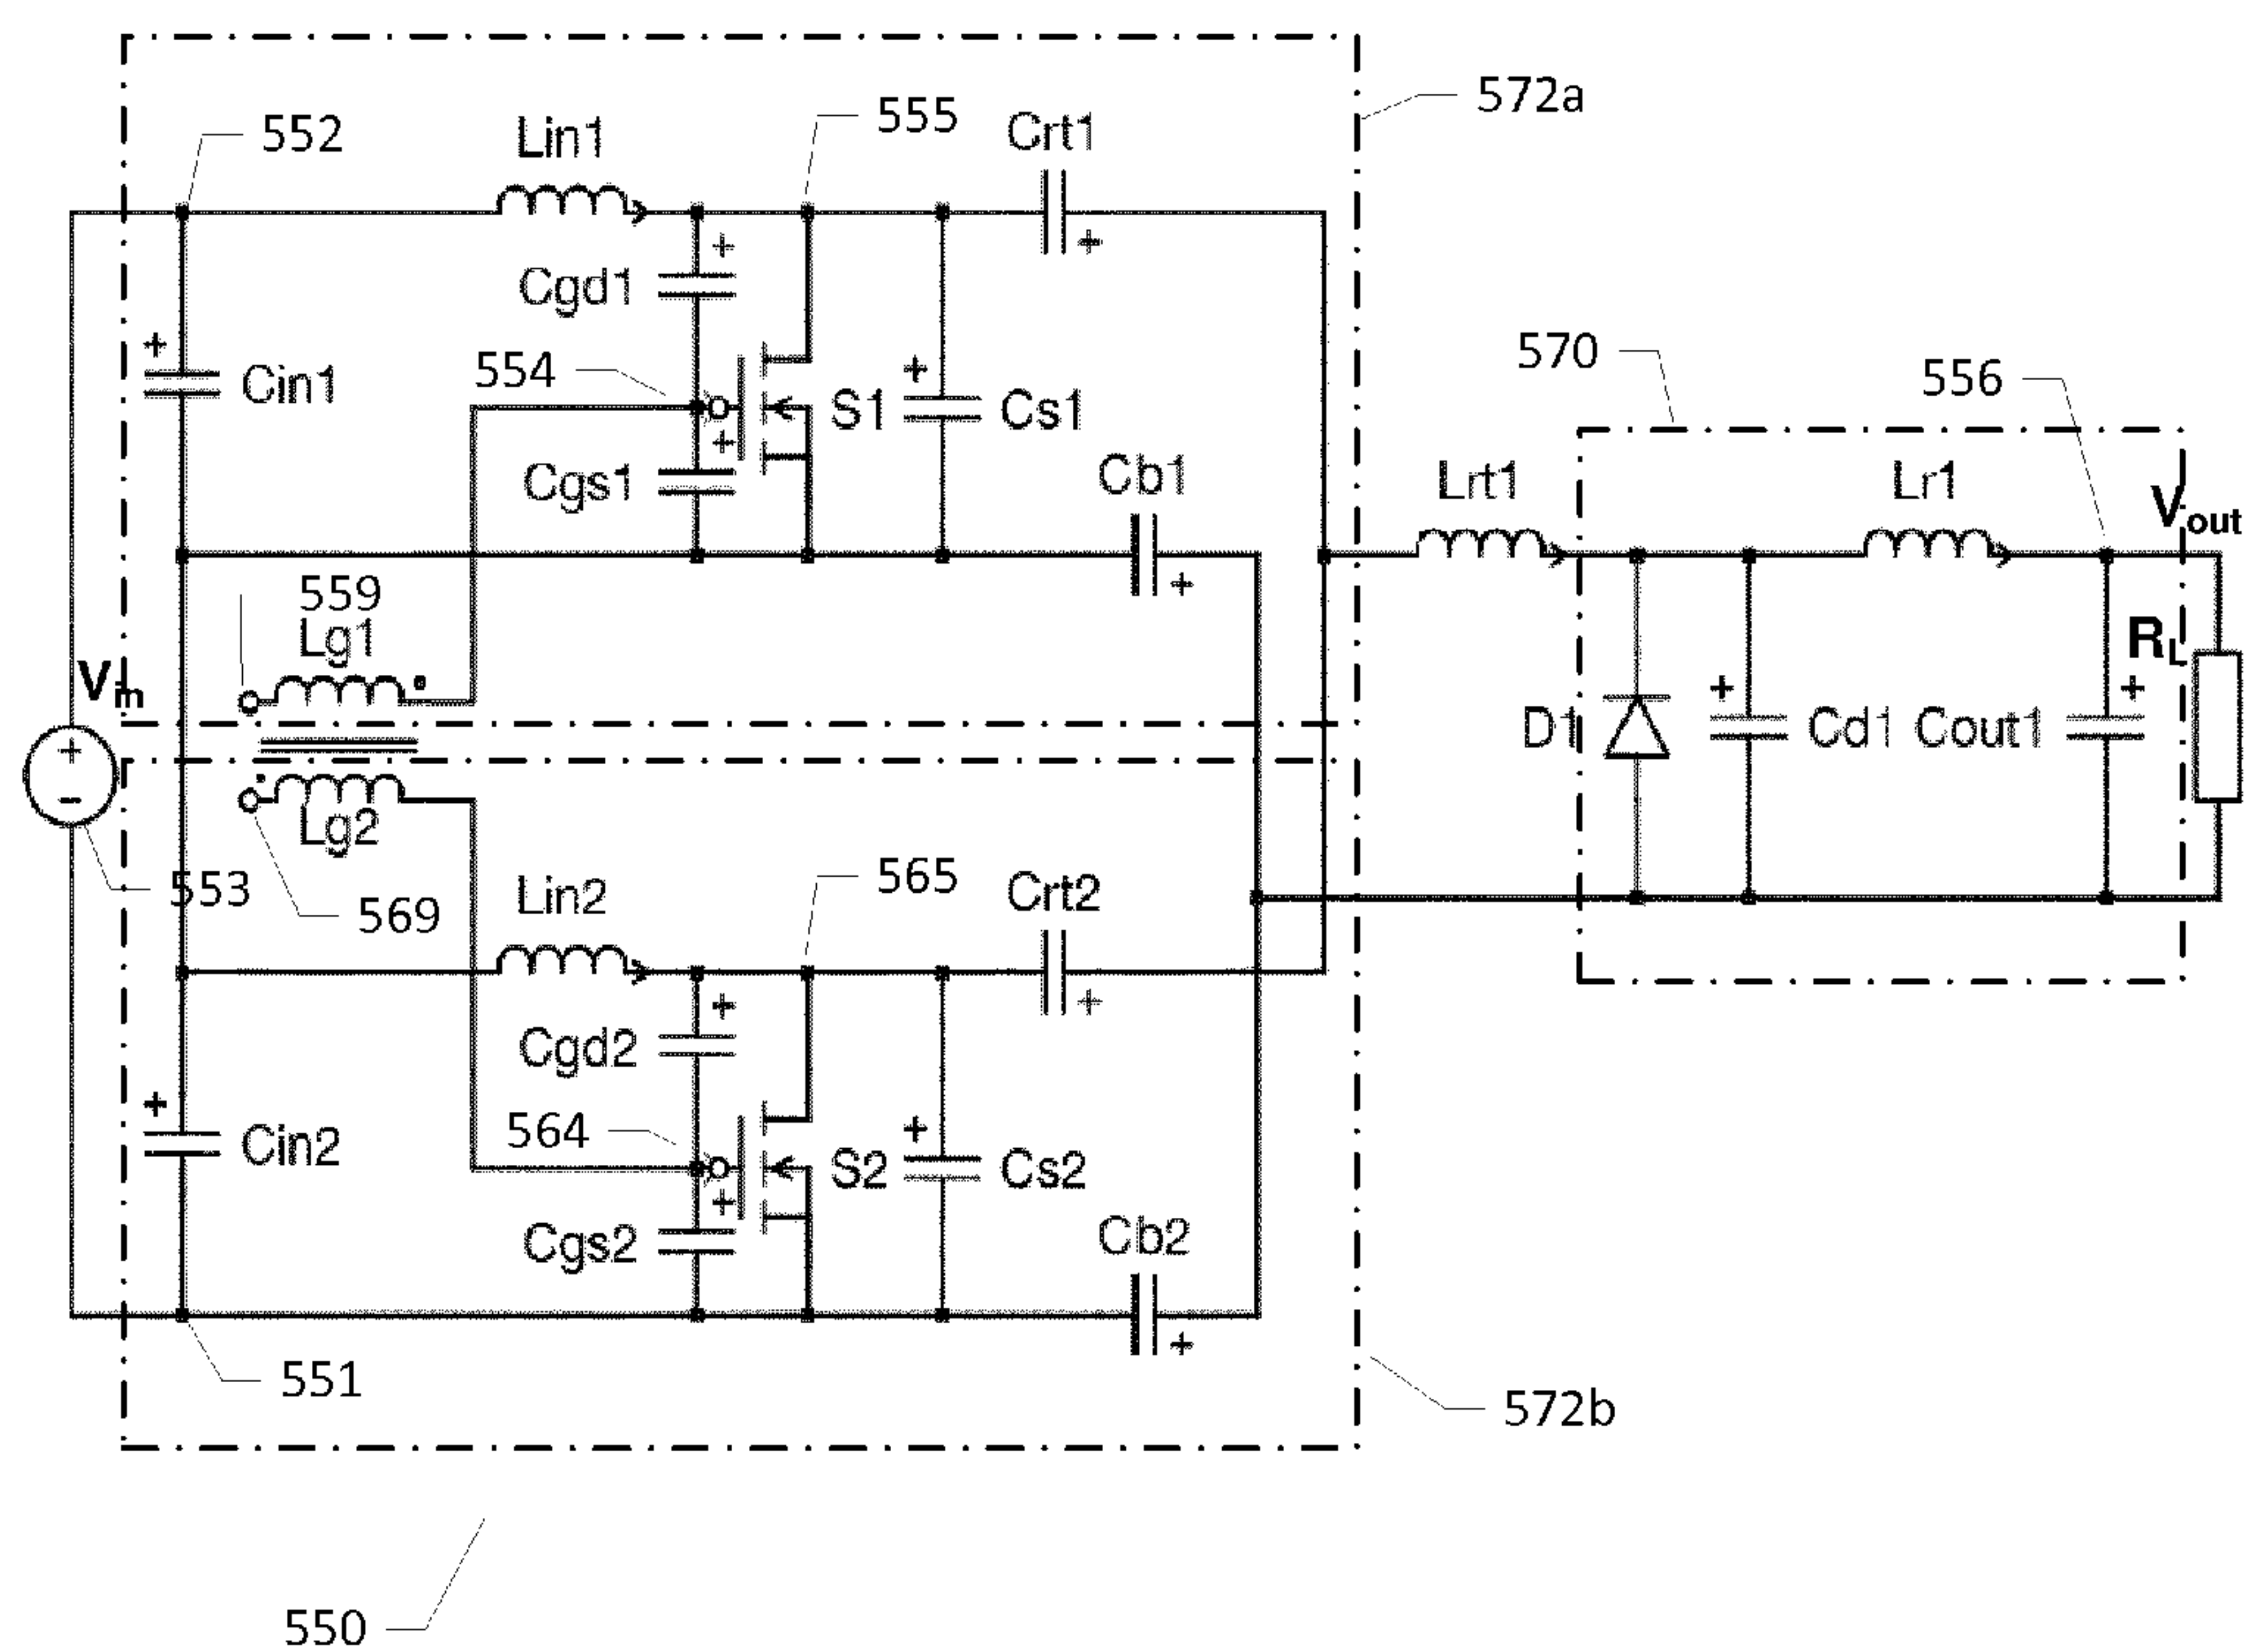 572a
552
Lin1
555
Crt1
+
Cgd1
+
554
+
Cin1
S1
+
Cs1
570
556
Cgs1
+
Cb1
+
Lrt1
Lr1
Vout
559
Lg1
Vin
RL
+
-
D1
+
Cd1
Cout1
+
Lg2
553
569
Lin2
565
Crt2
+
Cgd2
+
564
+
Cin2
S2
+
Cs2
Cgs2
+
Cb2
+
551
572b
550